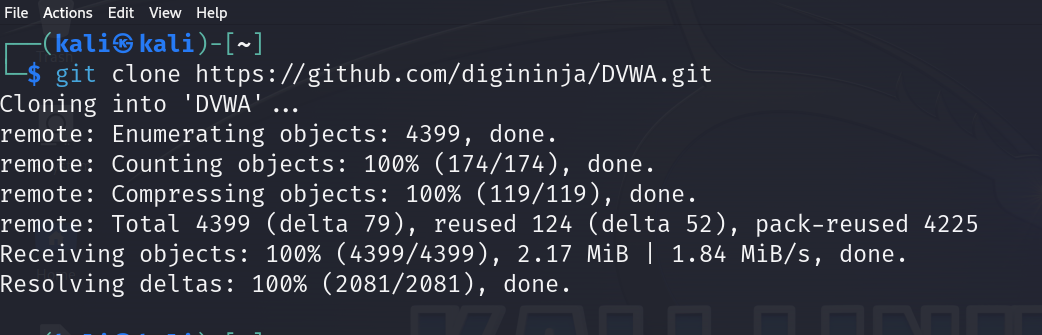 File Actions Edit View Help
┌──(kali㉿kali)-[~]
└─$ git clone https://github.com/digininja/DVWA.git
Cloning into 'DVWA'...
remote: Enumerating objects: 4399, done.
remote: Counting objects: 100% (174/174), done.
remote: Compressing objects: 100% (119/119), done.
remote: Total 4399 (delta 79), reused 124 (delta 52), pack-reused 4225
Receiving objects: 100% (4399/4399), 2.17 MiB | 1.84 MiB/s, done.
Resolving deltas: 100% (2081/2081), done.